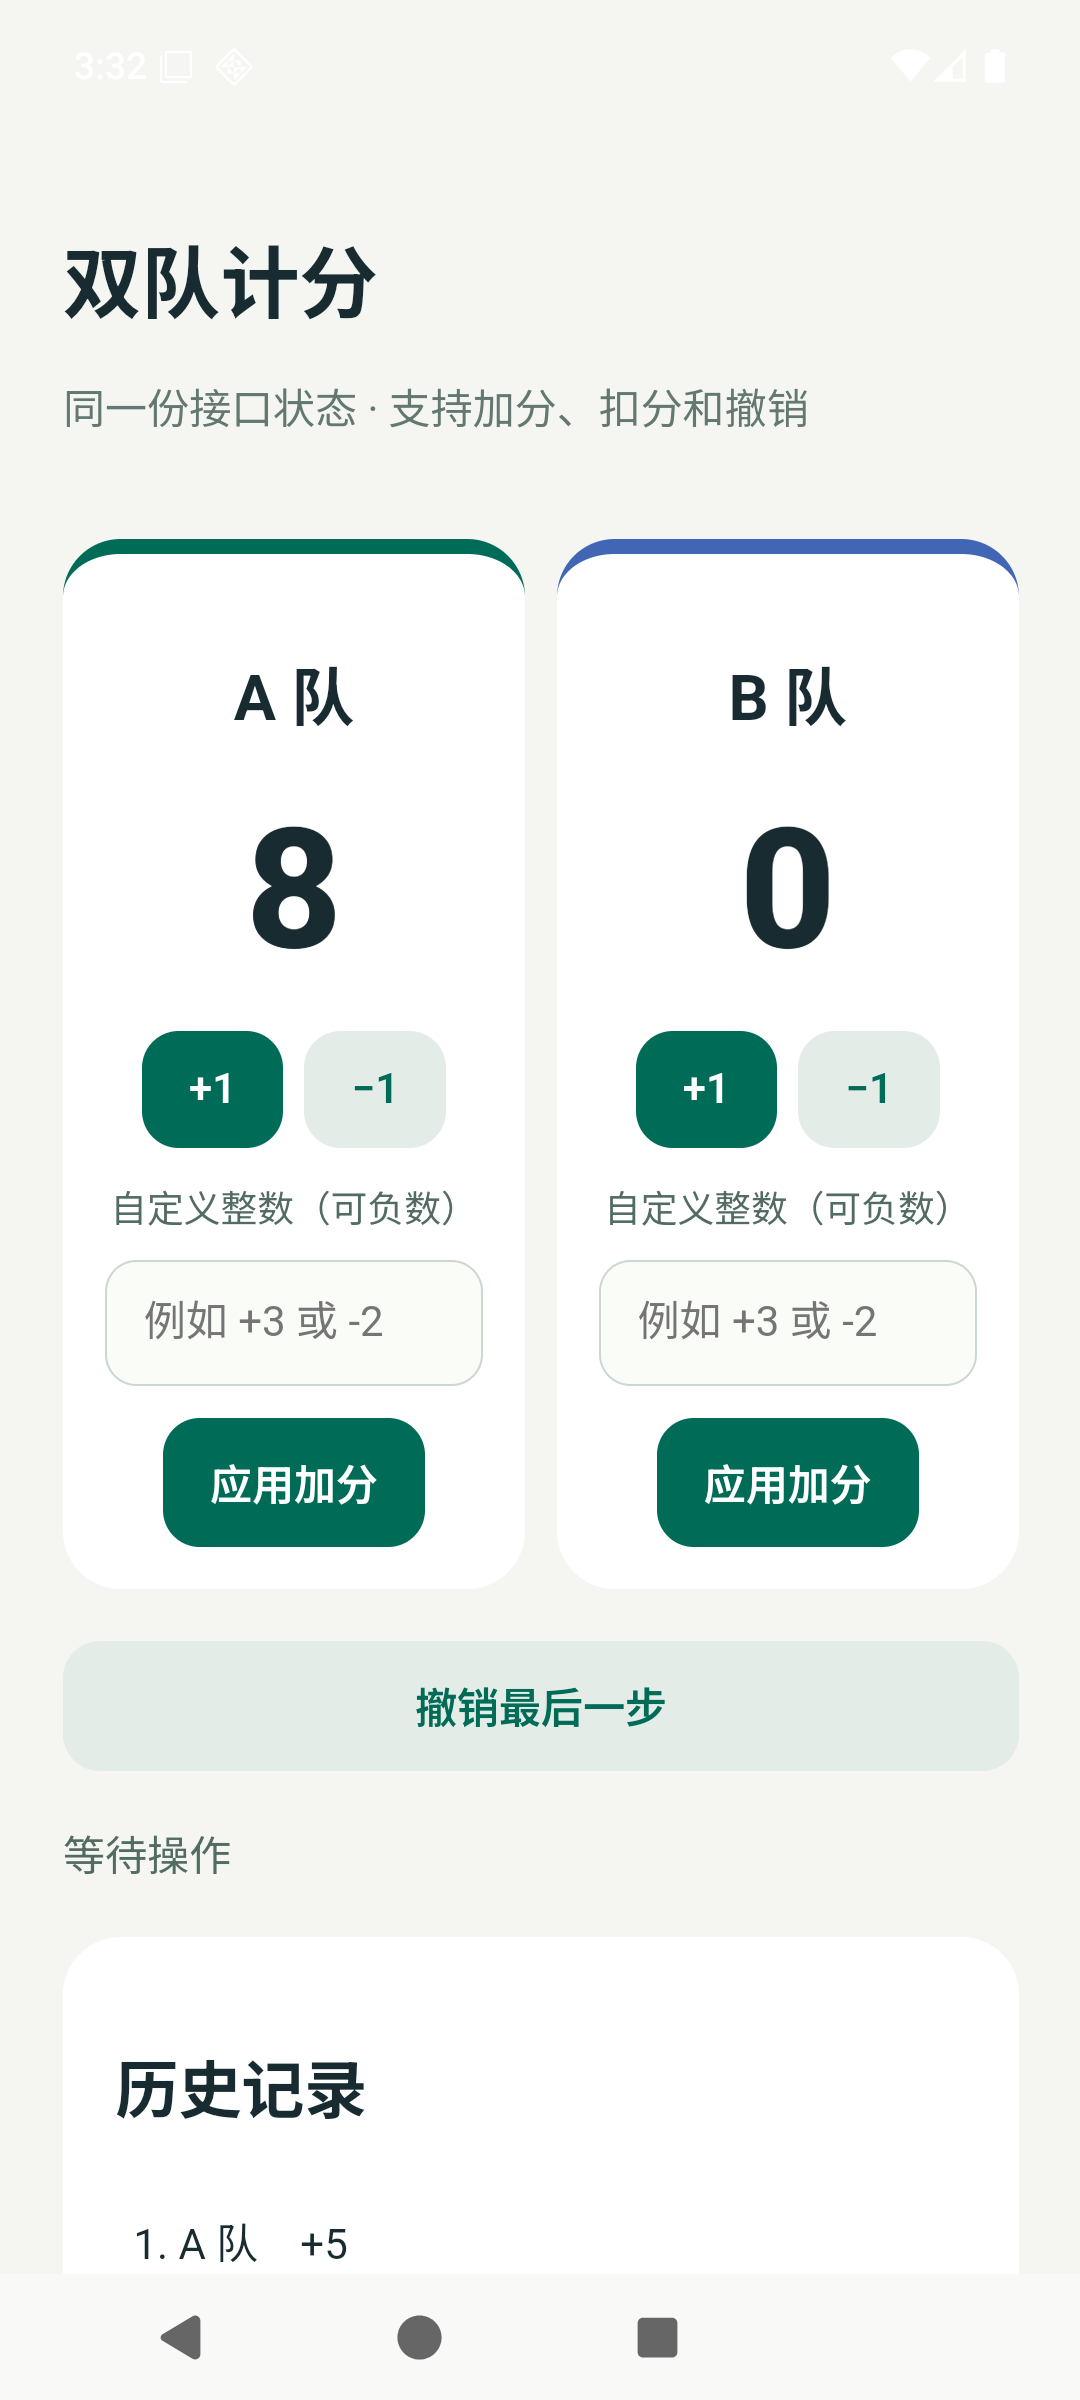 3:32
双队计分
同一份接口状态 · 支持加分、扣分和撤销
A 队
8
+1 −1
自定义整数（可负数）
例如 +3 或 -2
应用加分
B 队
0
+1 −1
自定义整数（可负数）
例如 +3 或 -2
应用加分
撤销最后一步
等待操作
历史记录
1. A 队 +5